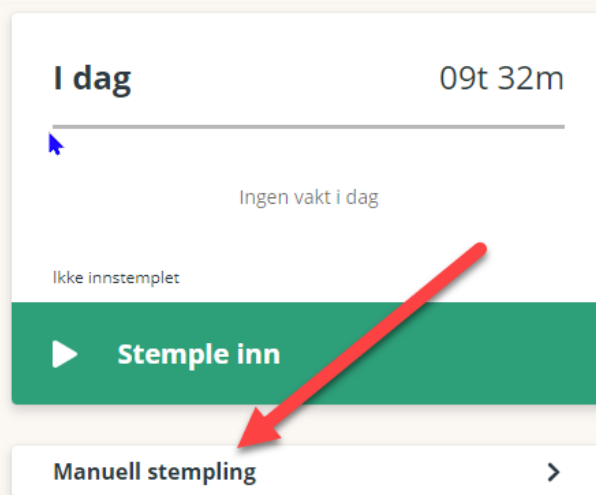 I dag 09t 32m
Ingen vakt i dag
Ikke innstemplet
Stemple inn
Manuell stempling